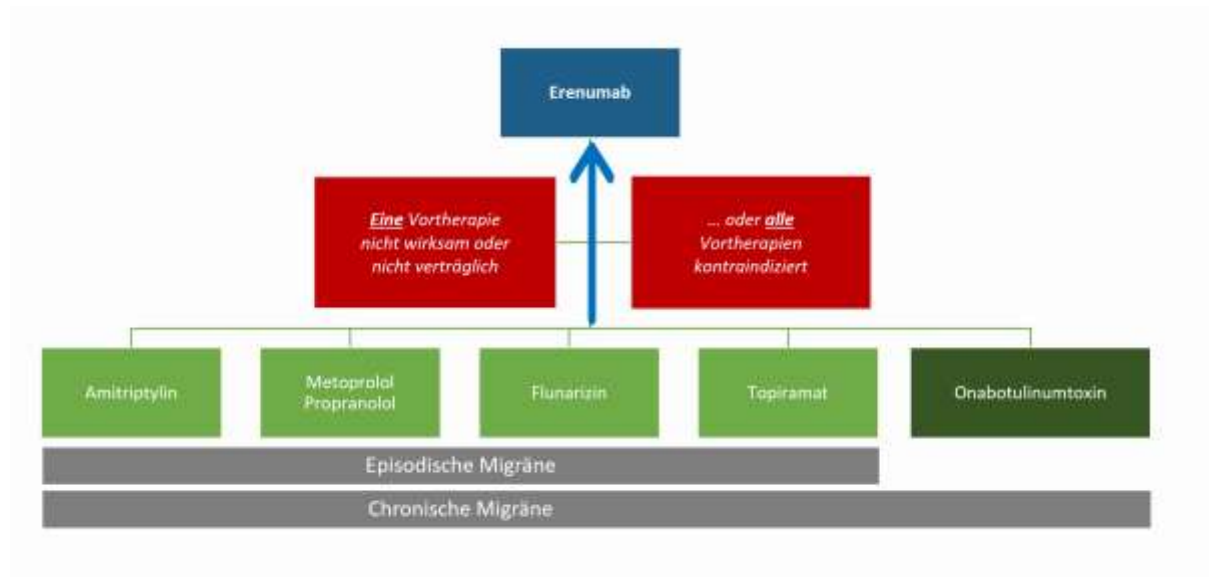 Erenumab
Eine Vortherapie
nicht wirksam oder
nicht verträglich
... oder alle
Vortherapien
kontraindiziert
Amitriptylin
Metoprolol
Propranolol
Flunarizin
Topiramat
Onabotulinumtoxin
Episodische Migräne
Chronische Migräne